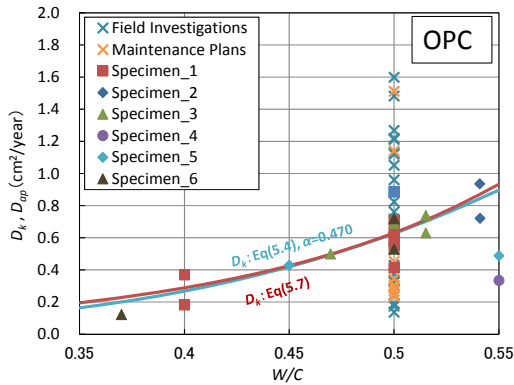 OPC
Field Investigations
Maintenance Plans
Specimen_1
Specimen_2
Specimen_3
Specimen_4
Specimen_5
Specimen_6
D_k, D_ap (cm²/year)
2.0
1.8
1.6
1.4
1.2
1.0
0.8
0.6
0.4
0.2
0.0
D_k: Eq(5.4), α=0.470
D_k: Eq(5.7)
0.35
0.4
0.45
0.5
0.55
W/C